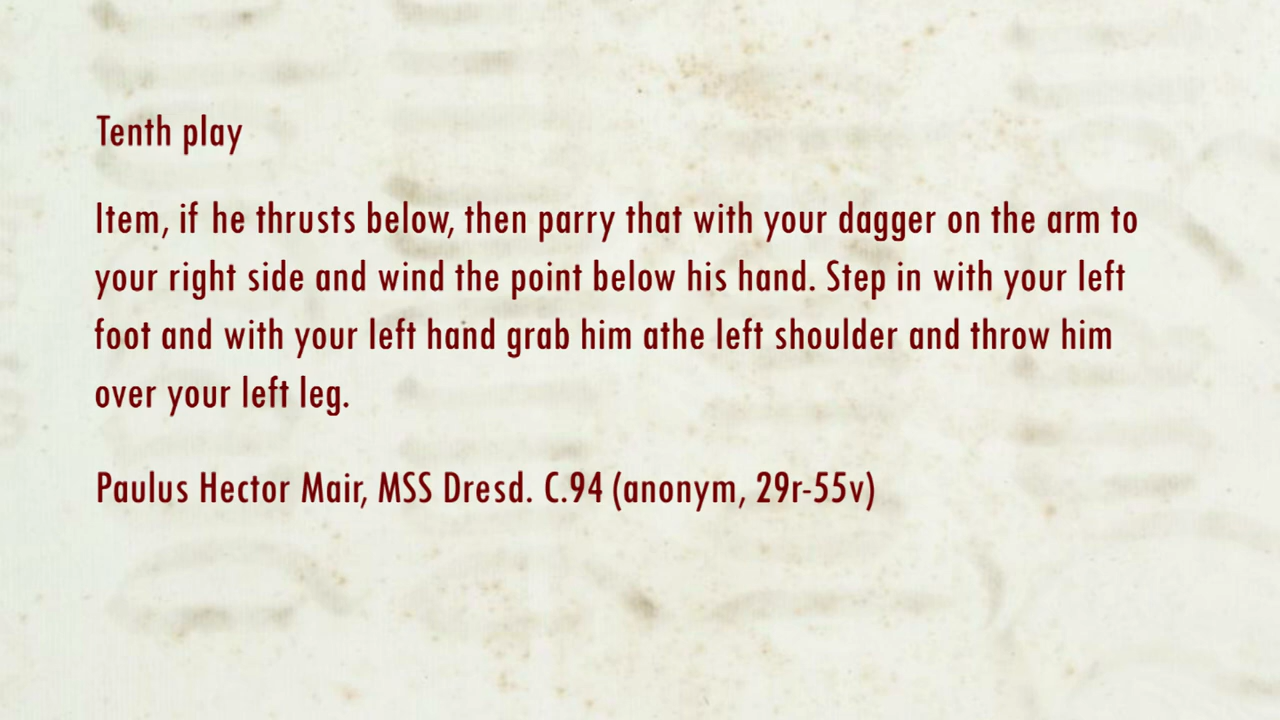 Tenth play
Item, if he thrusts below, then parry that with your dagger on the arm to
your right side and wind the point below his hand. Step in with your left
foot and with your left hand grab him athe left shoulder and throw him
over your left leg.
Paulus Hector Mair, MSS Dresd. C.94 (anonym, 29r-55v)